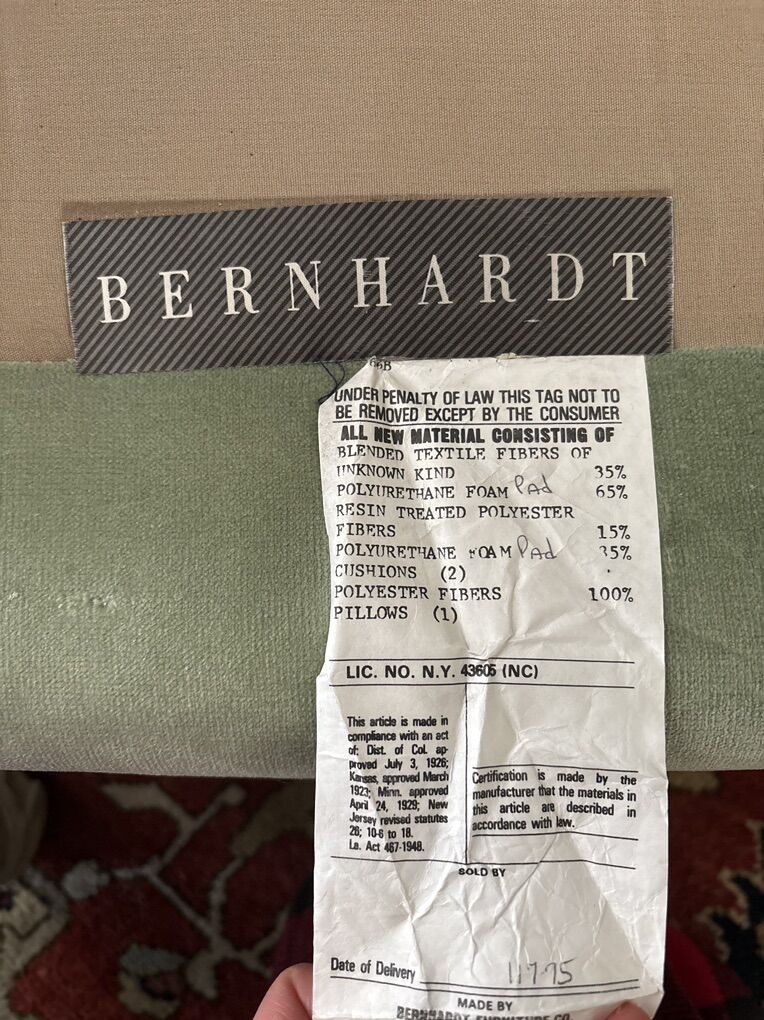 BERNHARDT
66B
UNDER PENALTY OF LAW THIS TAG NOT TO
BE REMOVED EXCEPT BY THE CONSUMER
ALL NEW MATERIAL CONSISTING OF
BLENDED TEXTILE FIBERS OF
UNKNOWN KIND 35%
POLYURETHANE FOAM Pad 65%
RESIN TREATED POLYESTER
FIBERS 15%
POLYURETHANE FOAM Pad 35%
CUSHIONS (2)
POLYESTER FIBERS 100%
PILLOWS (1)
LIC. NO. N.Y. 43605 (NC)
This article is made in
compliance with an act
of: Dist. of Col. ap-
proved July 3, 1926;
Kansas, approved March
1923; Minn. approved
April 24, 1929; New
Jersey revised statutes
26; 10-6 to 18.
La. Act 467-1948.
Certification is made by the
manufacturer that the materials in
this article are described in
accordance with law.
SOLD BY
Date of Delivery
MADE BY
BERNHARDT FURNITURE CO